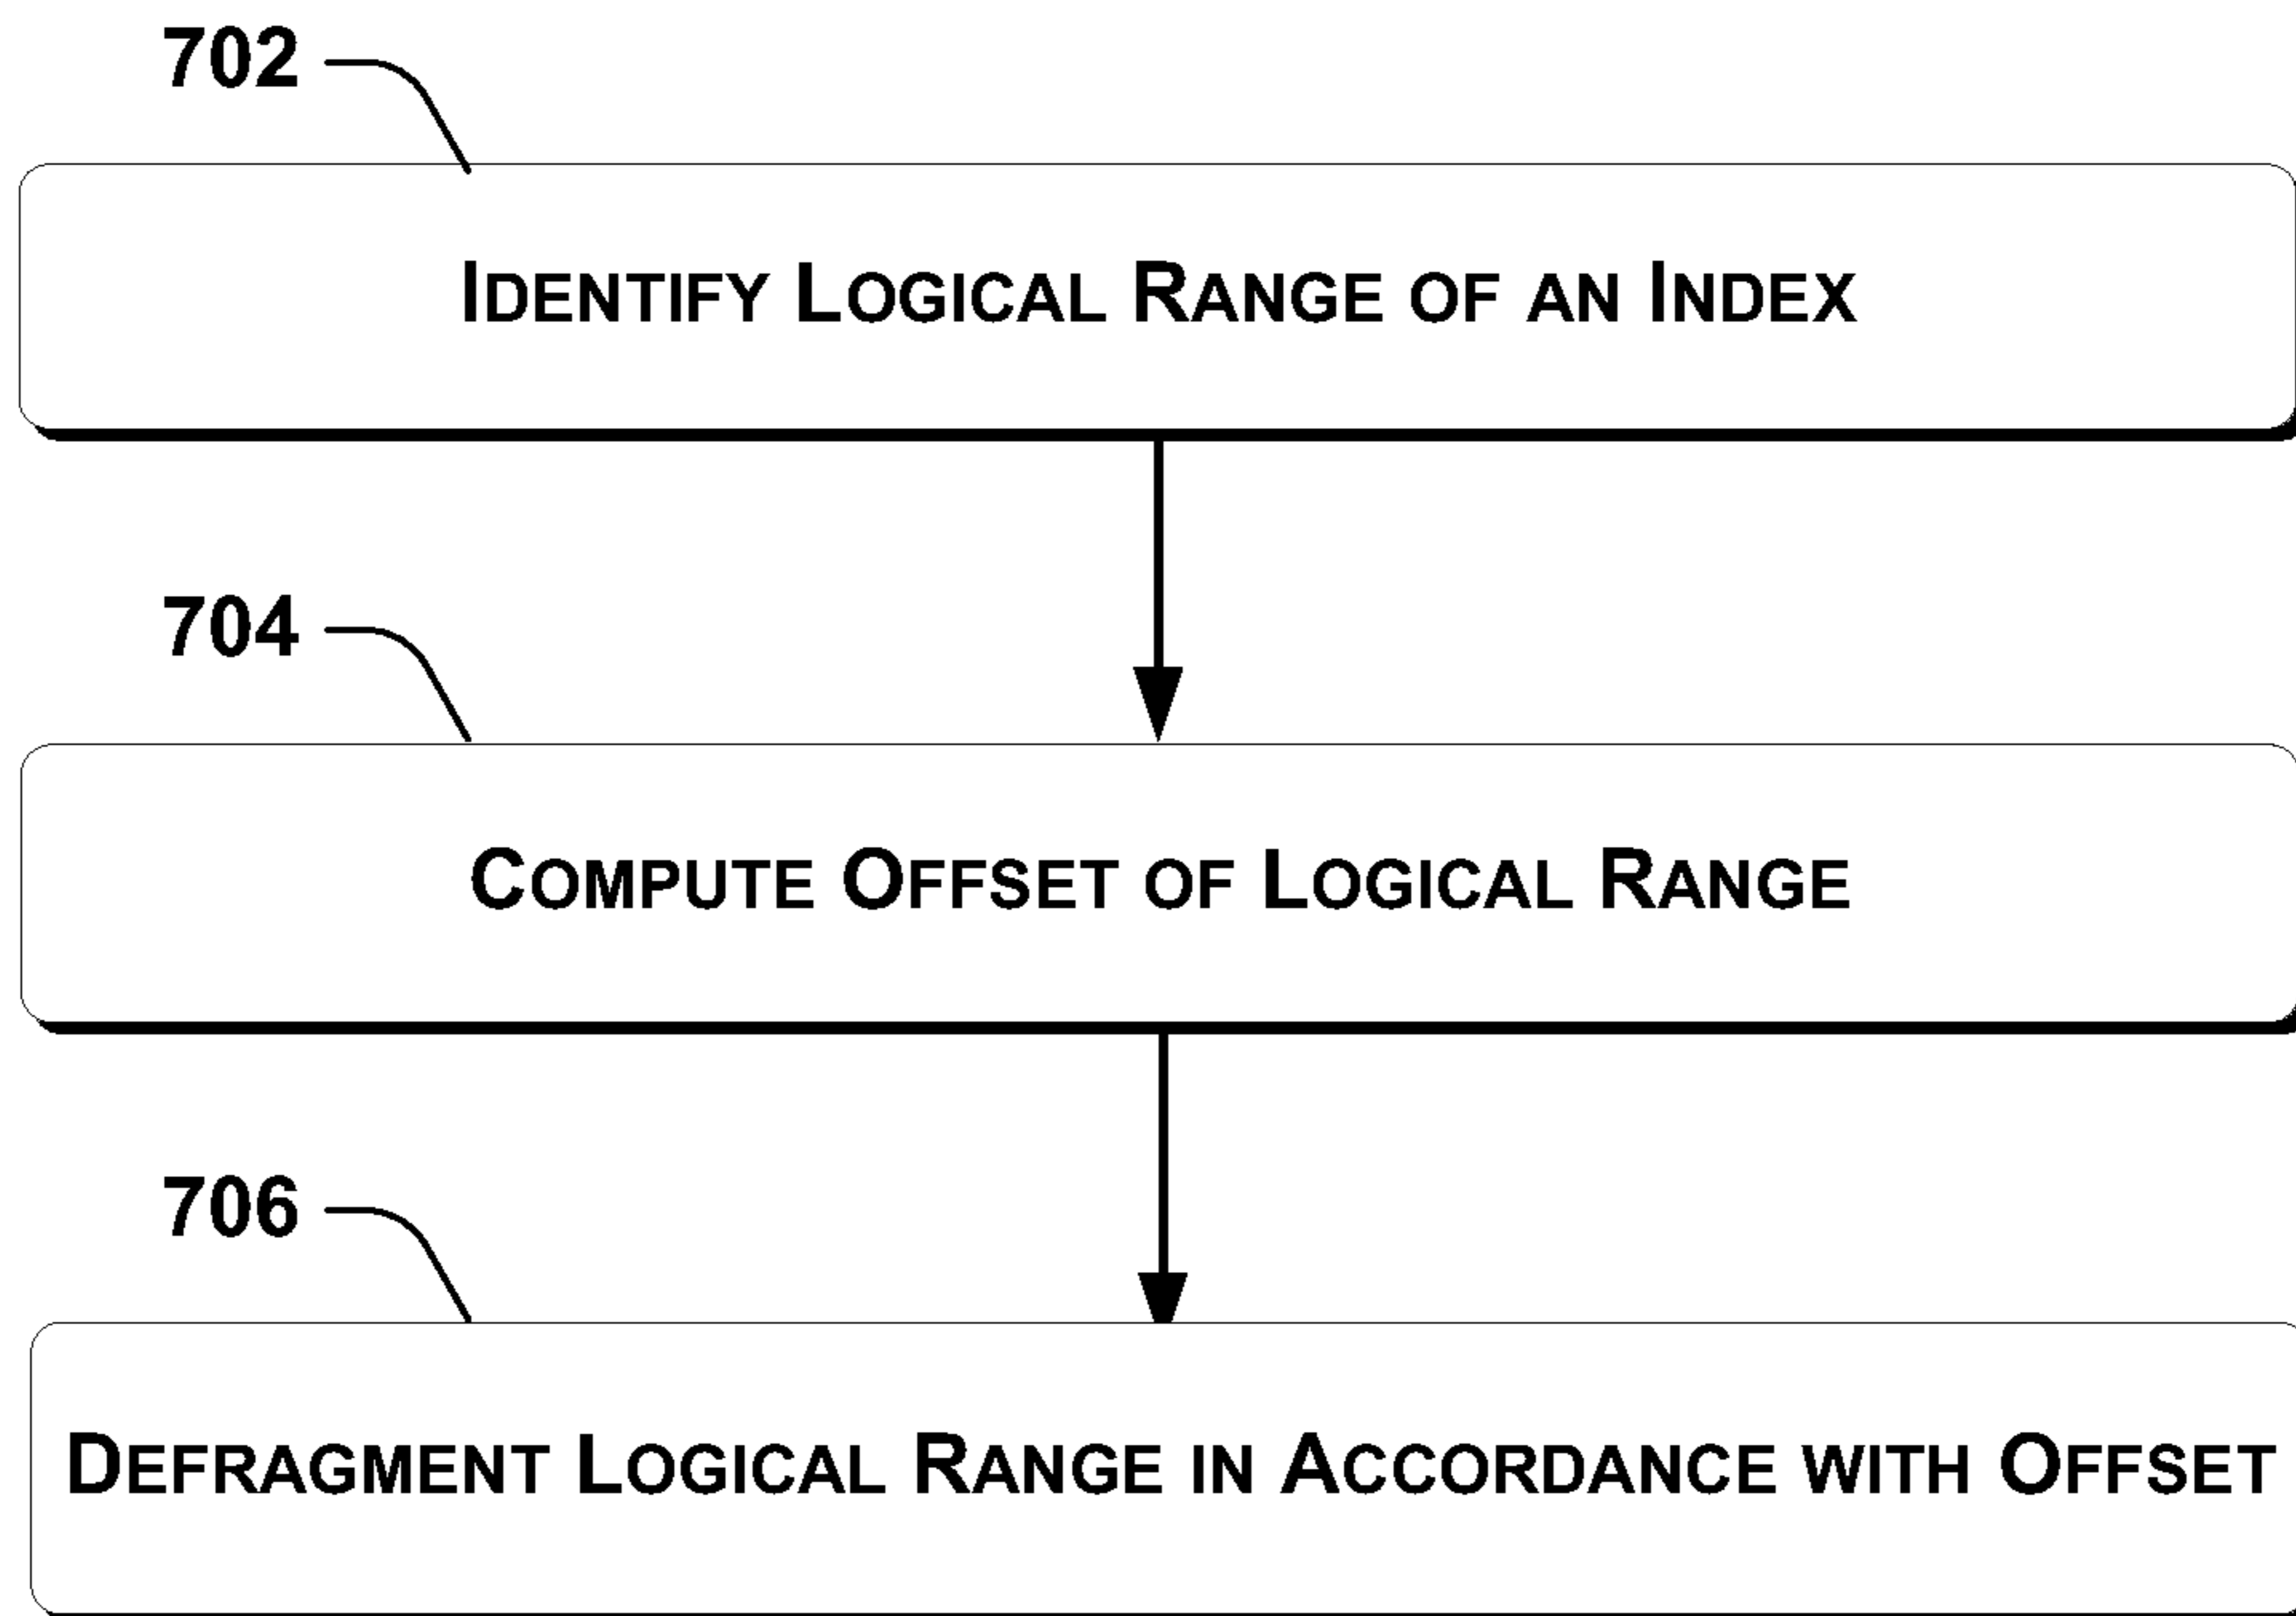 702
IDENTIFY LOGICAL RANGE OF AN INDEX
704
COMPUTE OFFSET OF LOGICAL RANGE
706
DEFRAGMENT LOGICAL RANGE IN ACCORDANCE WITH OFFSET